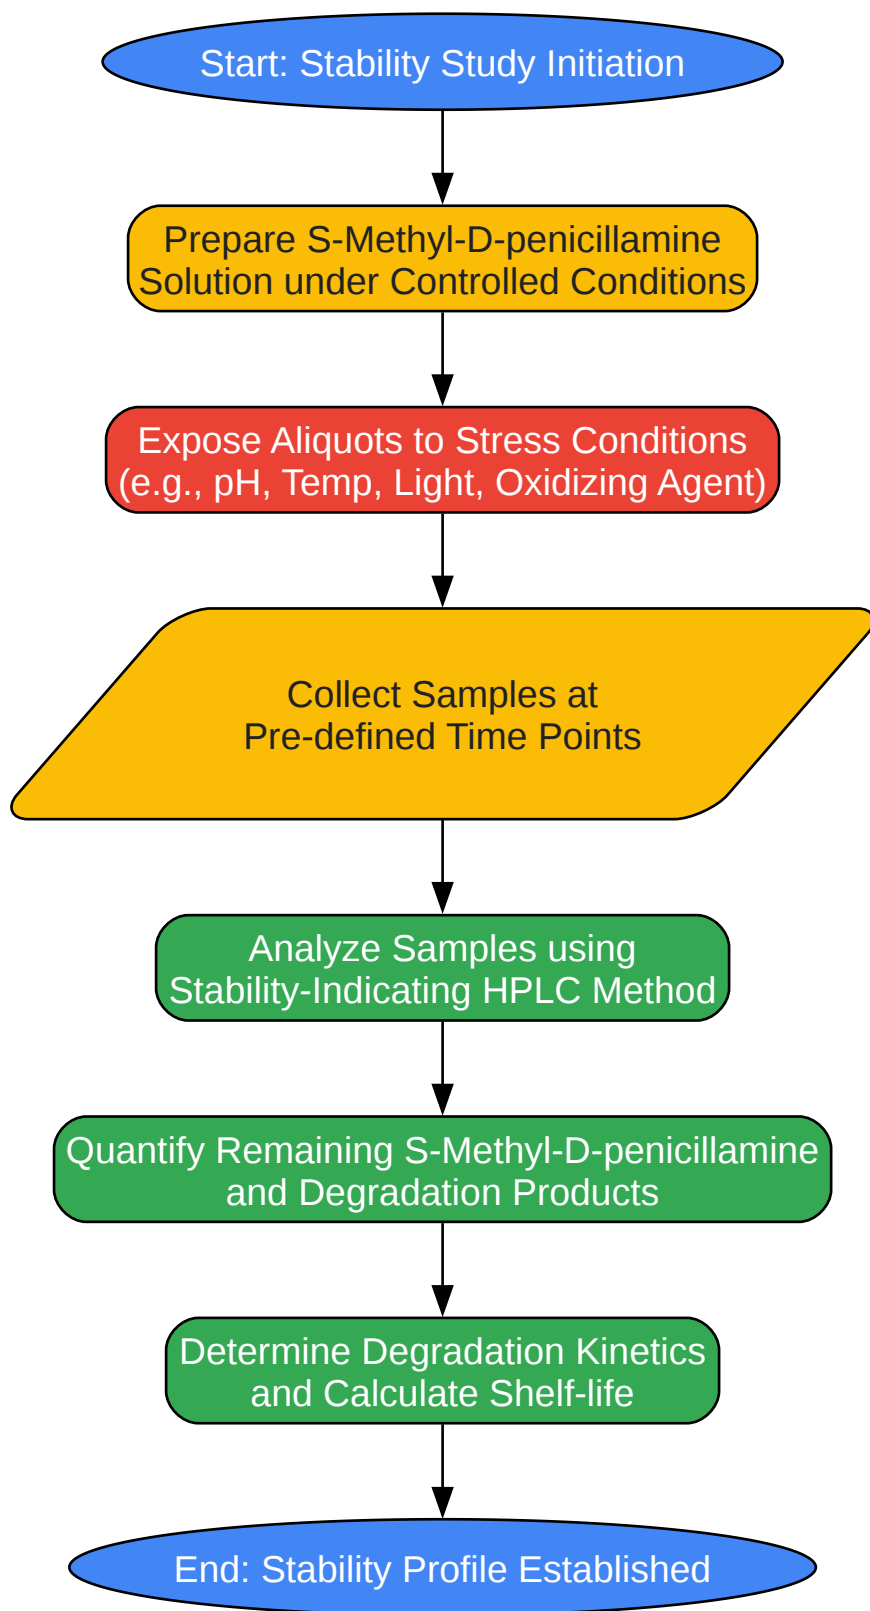 Start: Stability Study Initiation
Prepare S-Methyl-D-penicillamine
Solution under Controlled Conditions
Expose Aliquots to Stress Conditions
(e.g., pH, Temp, Light, Oxidizing Agent)
Collect Samples at
Pre-defined Time Points
Analyze Samples using
Stability-Indicating HPLC Method
Quantify Remaining S-Methyl-D-penicillamine
and Degradation Products
Determine Degradation Kinetics
and Calculate Shelf-life
End: Stability Profile Established